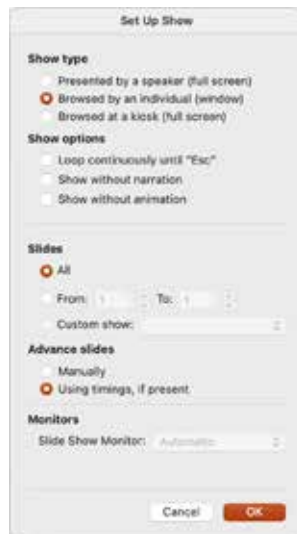 Set Up Show
Show type
Presented by a speaker (full screen)
Browsed by an individual (window)
Browsed at a kiosk (full screen)
Show options
Loop continuously until "Esc"
Show without narration
Show without animation
Slides
All
From: 1 To: 1
Custom show:
Advance slides
Manually
Using timings, if present
Monitors
Slide Show Monitor: Automatic
Cancel OK